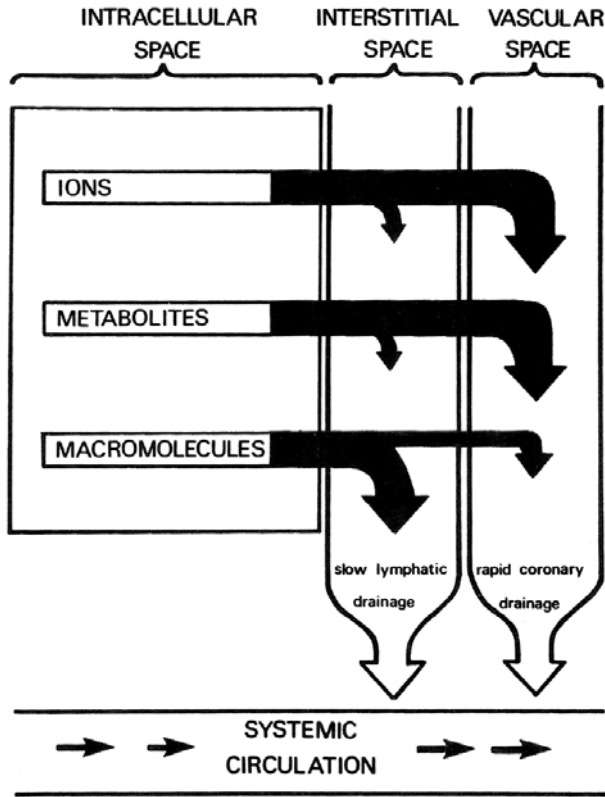 INTRACELLULAR
SPACE
INTERSTITIAL
SPACE
VASCULAR
SPACE
IONS
METABOLITES
MACROMOLECULES
slow lymphatic
drainage
rapid coronary
drainage
SYSTEMIC
CIRCULATION